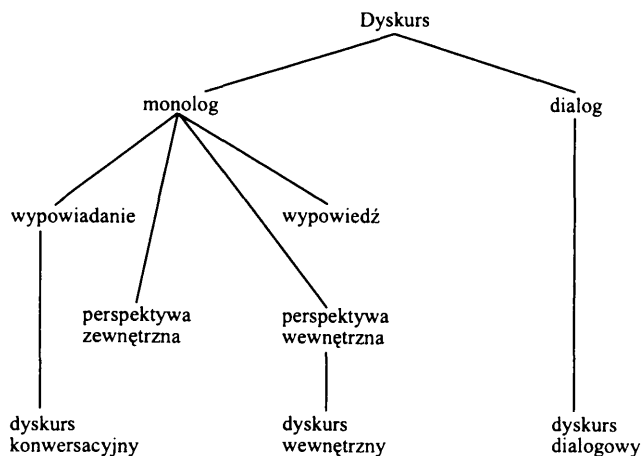 Dyskurs
monolog
dialog
wypowiadanie
wypowiedź
perspektywa
zewnętrzna
perspektywa
wewnętrzna
dyskurs
konwersacyjny
dyskurs
wewnętrzny
dyskurs
dialogowy